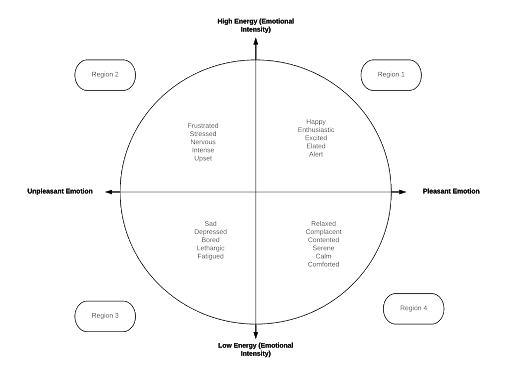 High Energy (Emotional
Intensity)
Region 2
Region 1
Frustrated
Stressed
Nervous
Intense
Upset
Happy
Enthusiastic
Excited
Elated
Alert
Unpleasant Emotion
Pleasant Emotion
Sad
Depressed
Bored
Lethargic
Fatigued
Relaxed
Complacent
Contented
Serene
Calm
Comforted
Region 3
Region 4
Low Energy (Emotional
Intensity)